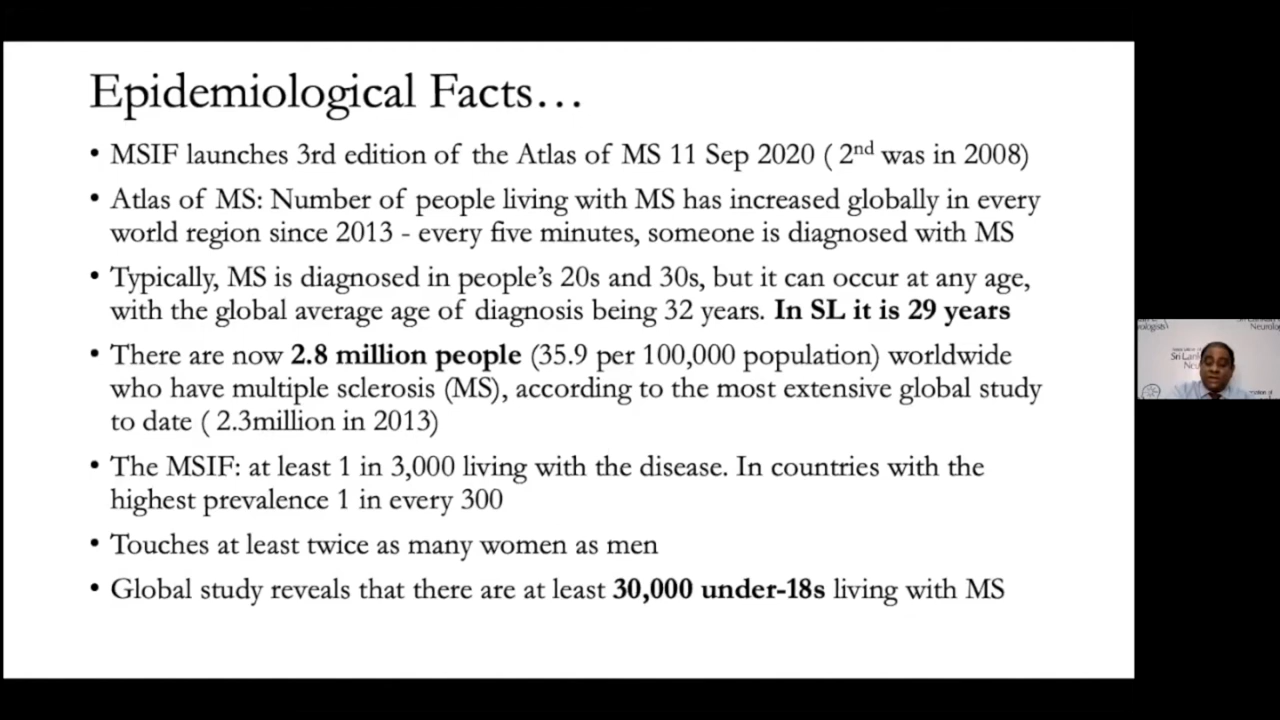 Epidemiological Facts…
• MSIF launches 3rd edition of the Atlas of MS 11 Sep 2020 ( 2nd was in 2008)
• Atlas of MS: Number of people living with MS has increased globally in every
world region since 2013 - every five minutes, someone is diagnosed with MS
• Typically, MS is diagnosed in people’s 20s and 30s, but it can occur at any age,
with the global average age of diagnosis being 32 years. In SL it is 29 years
• There are now 2.8 million people (35.9 per 100,000 population) worldwide
who have multiple sclerosis (MS), according to the most extensive global study
to date ( 2.3million in 2013)
• The MSIF: at least 1 in 3,000 living with the disease. In countries with the
highest prevalence 1 in every 300
• Touches at least twice as many women as men
• Global study reveals that there are at least 30,000 under-18s living with MS